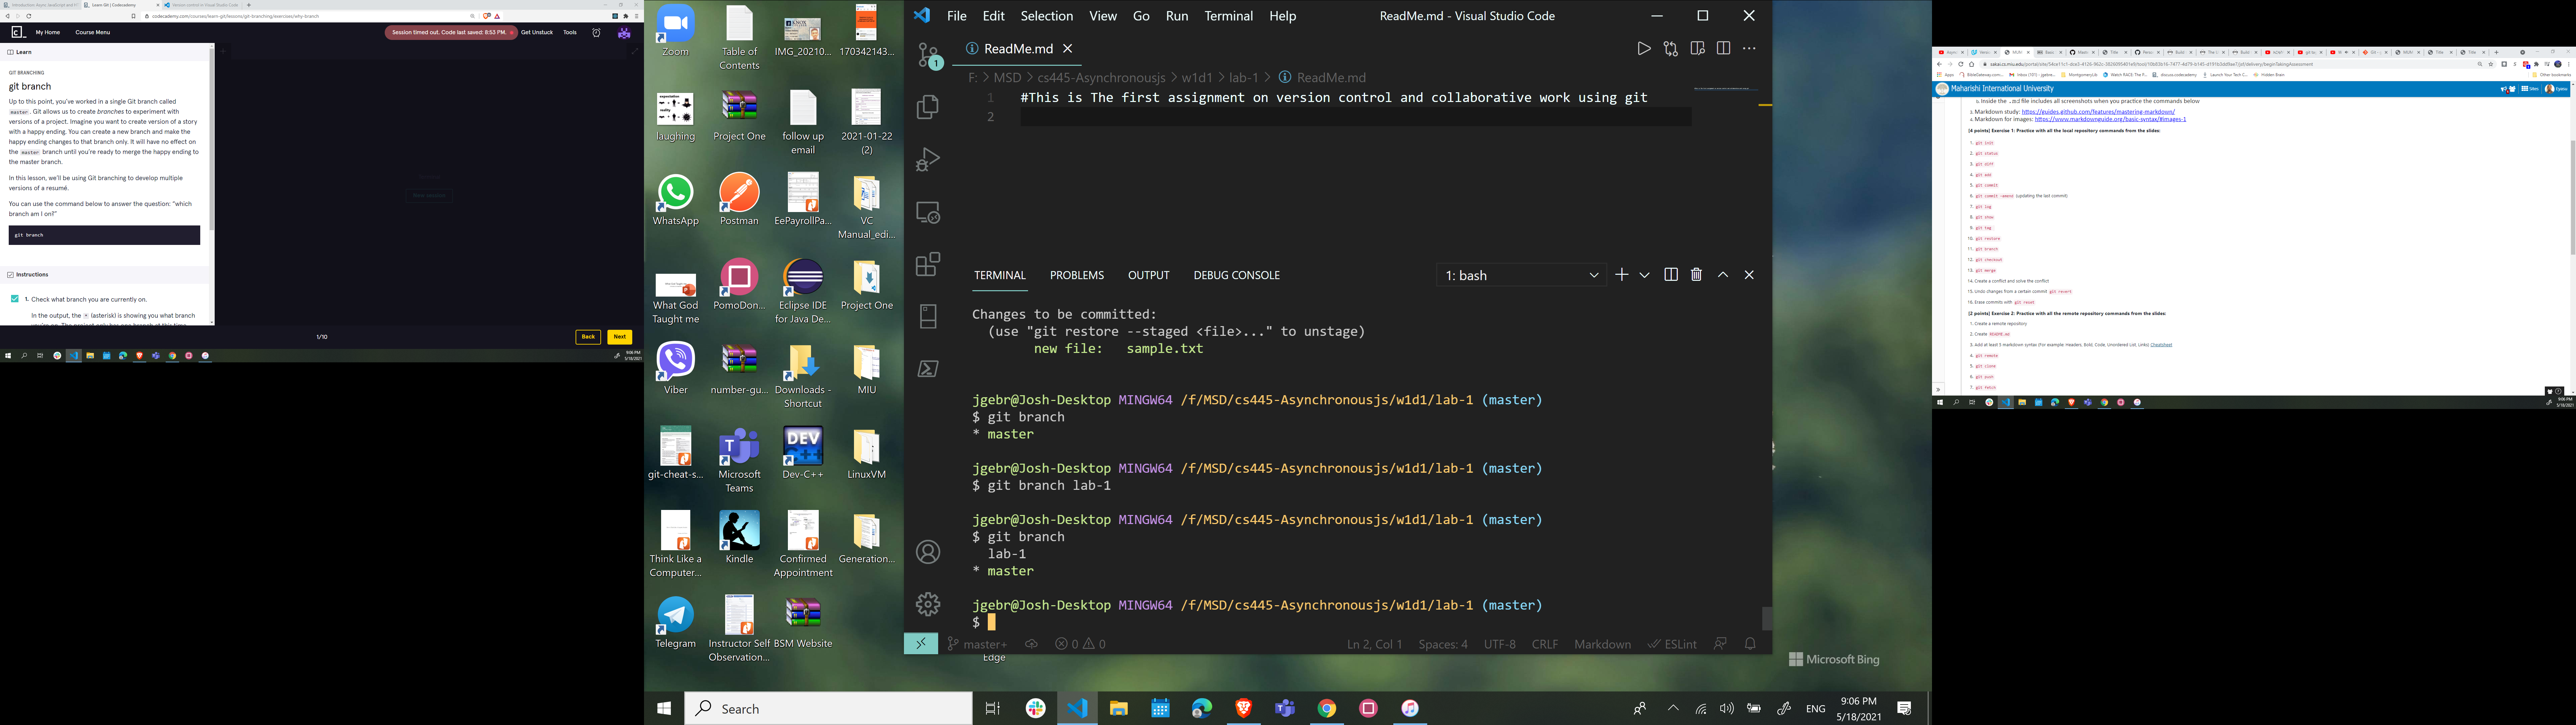 Learn Git | Codecademy
codecademy.com/courses/learn-git/lessons/git-branching/exercises/why-branch
My Home
Course Menu
Session timed out. Code last saved: 8:53 PM.
Get Unstuck
Tools
Learn
GIT BRANCHING
git branch
Up to this point, you've worked in a single Git branch called
master. Git allows us to create branches to experiment with
versions of a project. Imagine you want to create version of a story
with a happy ending. You can create a new branch and make the
happy ending changes to that branch only. It will have no effect on
the master branch until you're ready to merge the happy ending to
the master branch.
In this lesson, we'll be using Git branching to develop multiple
versions of a resumé.
You can use the command below to answer the question: "which
branch am I on?"
git branch
Instructions
1. Check what branch you are currently on.
In the output, the * (asterisk) is showing you what branch
1/10
Back
Next
9:06 PM
5/18/2021
Zoom
Table of
Contents
IMG_20210...
170342143...
laughing
Project One
follow up
email
2021-01-22
(2)
WhatsApp
Postman
EePayrollPa...
VC
Manual_edi...
What God
Taught me
PomoDon...
Eclipse IDE
for Java De...
Project One
Viber
number-gu...
Downloads -
Shortcut
MIU
git-cheat-s...
Microsoft
Teams
Dev-C++
LinuxVM
Think Like a
Computer...
Kindle
Confirmed
Appointment
Generation...
Telegram
Instructor Self
Observation...
BSM Website
Edge
File Edit Selection View Go Run Terminal Help
ReadMe.md - Visual Studio Code
1
ReadMe.md
F: > MSD > cs445-Asynchronousjs > w1d1 > lab-1 > ReadMe.md
1 #This is The first assignment on version control and collaborative work using git
2
TERMINAL PROBLEMS OUTPUT DEBUG CONSOLE
1: bash
Changes to be committed:
(use "git restore --staged <file>..." to unstage)
new file: sample.txt
jgebr@Josh-Desktop MINGW64 /f/MSD/cs445-Asynchronousjs/w1d1/lab-1 (master)
$ git branch
* master
jgebr@Josh-Desktop MINGW64 /f/MSD/cs445-Asynchronousjs/w1d1/lab-1 (master)
$ git branch lab-1
jgebr@Josh-Desktop MINGW64 /f/MSD/cs445-Asynchronousjs/w1d1/lab-1 (master)
$ git branch
lab-1
* master
jgebr@Josh-Desktop MINGW64 /f/MSD/cs445-Asynchronousjs/w1d1/lab-1 (master)
$
master+
0 0
Ln 2, Col 1
Spaces: 4
UTF-8
CRLF
Markdown
ESLint
Microsoft Bing
Search
ENG
9:06 PM
5/18/2021
Maharishi International University
b. Inside the .md file includes all screenshots when you practice the commands below
3. Markdown study: https://guides.github.com/features/mastering-markdown/
4. Markdown for images: https://www.markdownguide.org/basic-syntax/#images-1
[4 points] Exercise 1: Practice with all the local repository commands from the slides:
1. git init
2. git status
3. git diff
4. git add
5. git commit
6. git commit -amend (updating the last commit)
7. git log
8. git show
9. git tag
10. git restore
11. git branch
12. git checkout
13. git merge
14. Create a conflict and solve the conflict
15. Undo changes from a certain commit git revert
16. Erase commits with git reset
[2 points] Exercise 2: Practice with all the remote repository commands from the slides:
1. Create a remote repository
2. Create README.md
3. Add at least 5 markdown syntax (For example: Headers, Bold, Code, Unordered List, Links) Cheatsheet
4. git remote
5. git clone
6. git push
7. git fetch
9:06 PM
5/18/2021